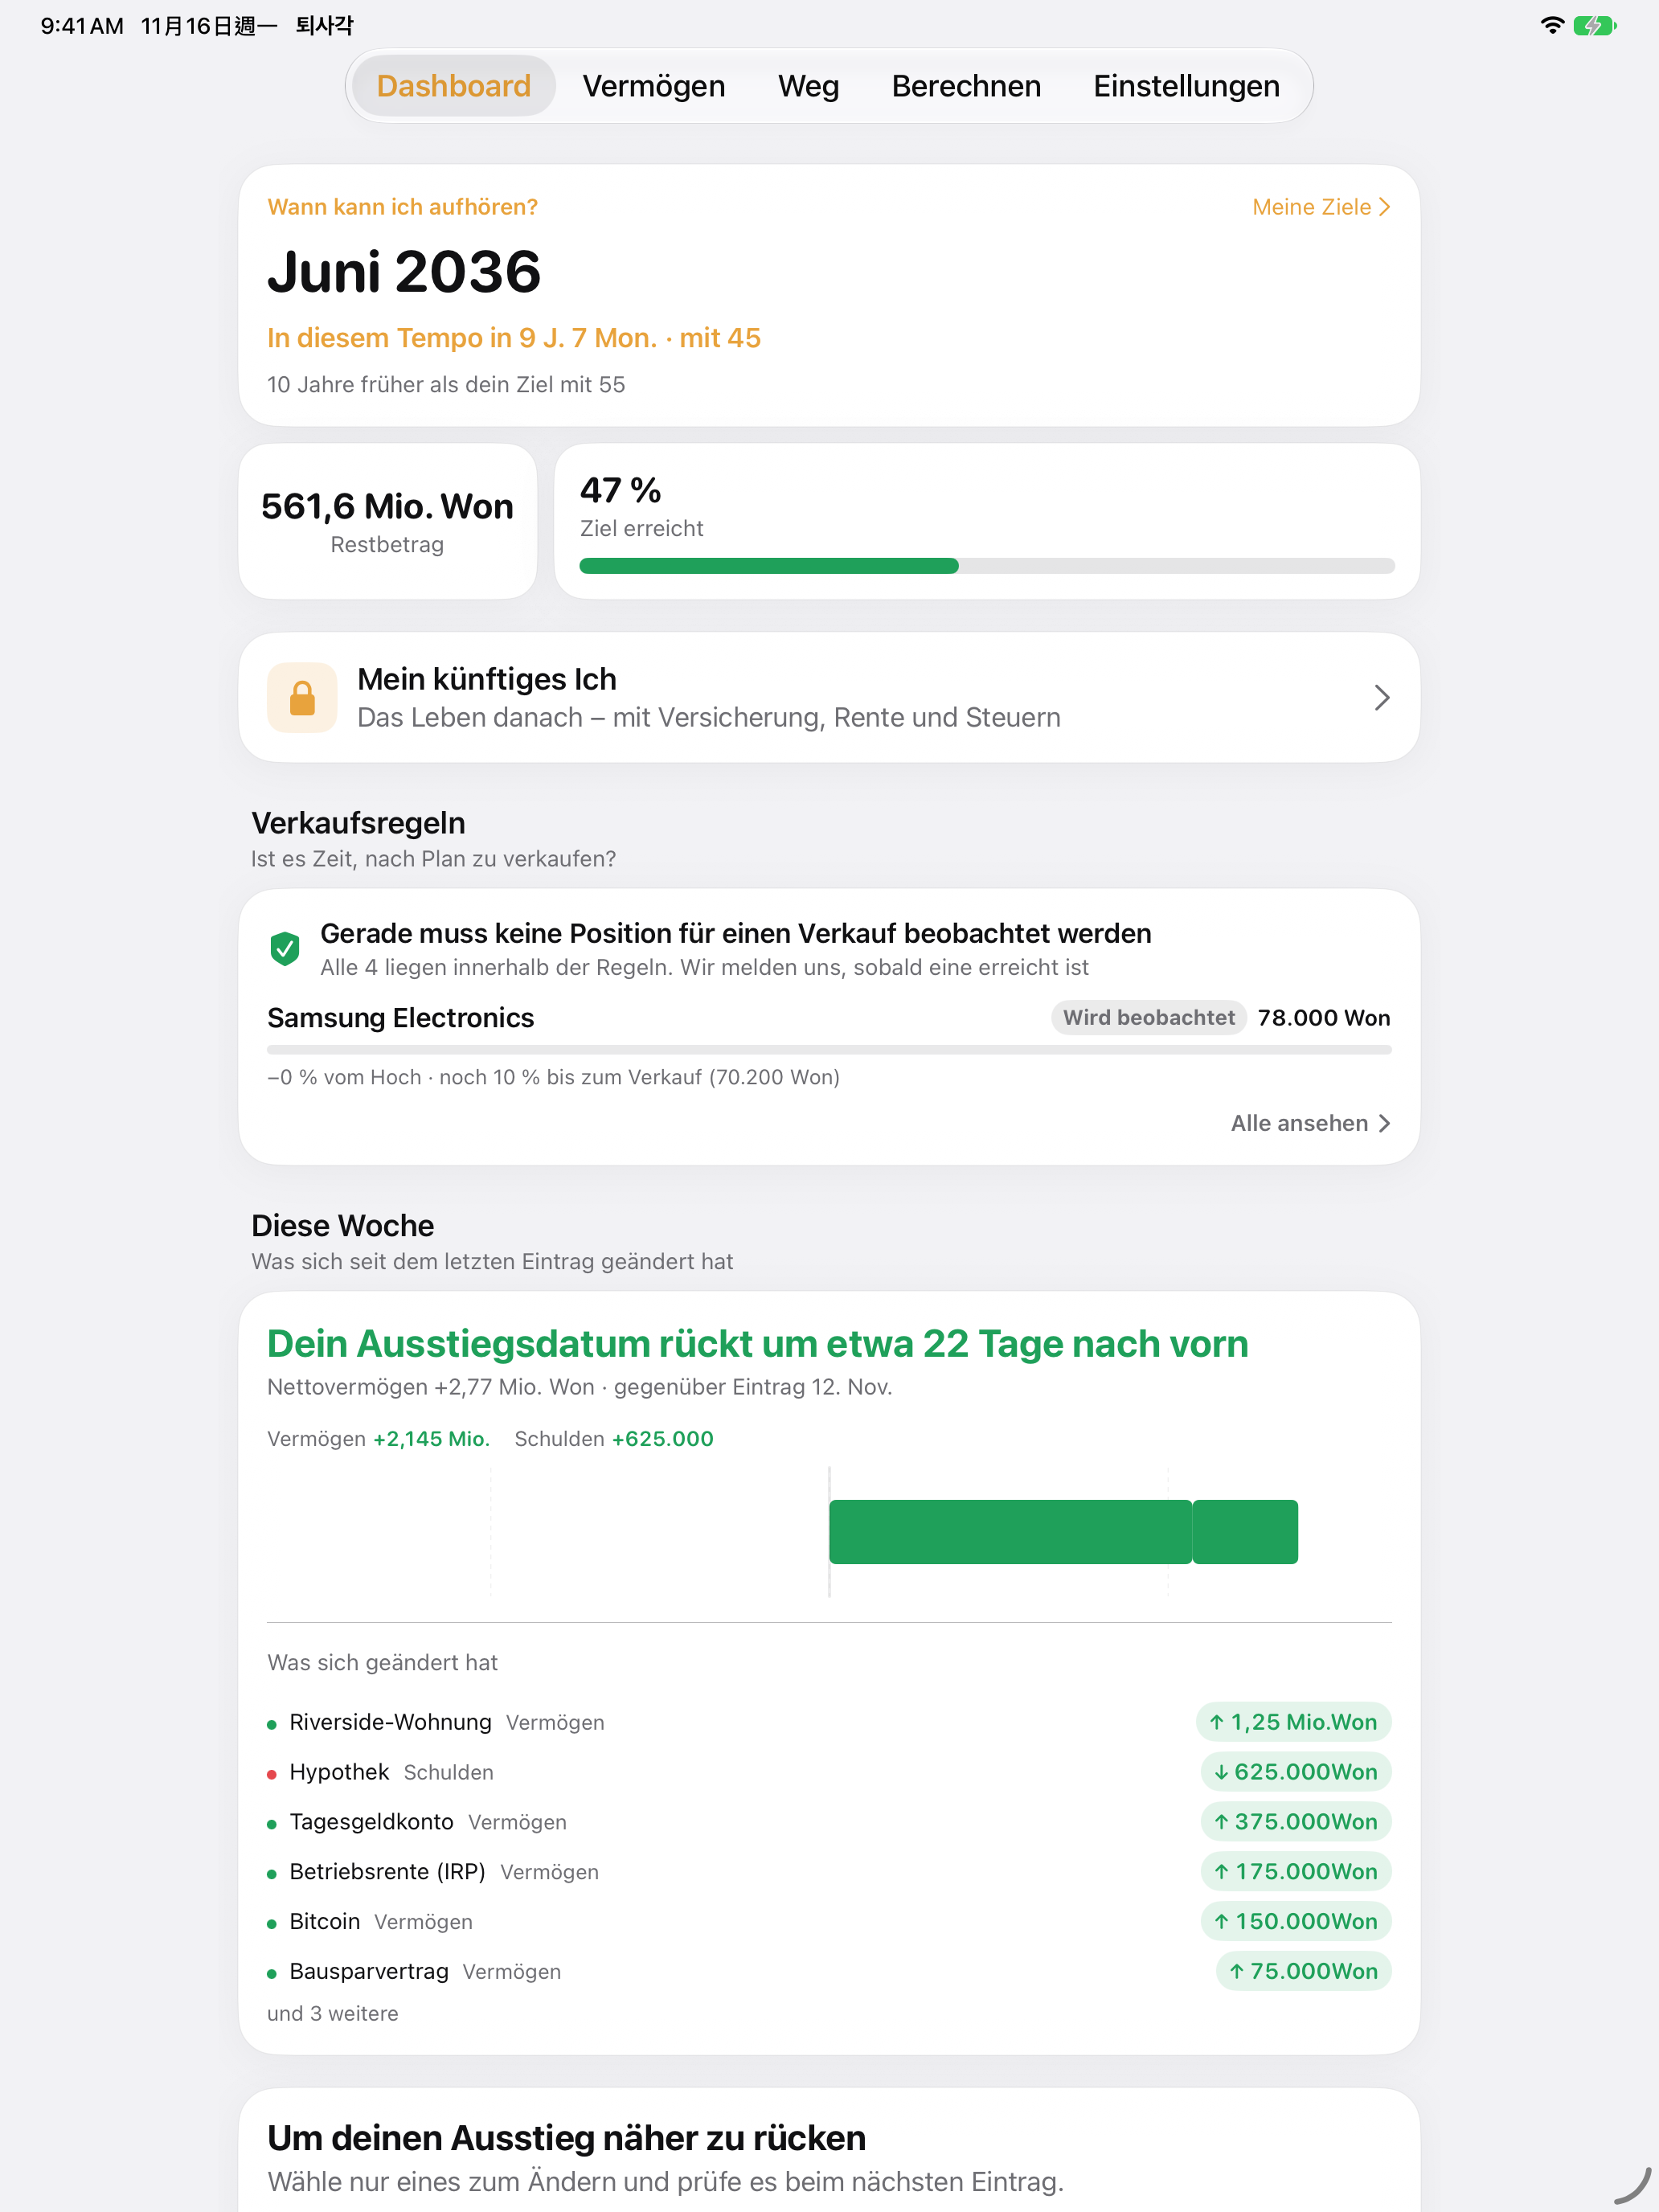 9:41 AM 11月16日週一 퇴사각
Dashboard Vermögen Weg Berechnen Einstellungen
Wann kann ich aufhören? Meine Ziele
Juni 2036
In diesem Tempo in 9 J. 7 Mon. · mit 45
10 Jahre früher als dein Ziel mit 55
561,6 Mio. Won
Restbetrag
47 %
Ziel erreicht
Mein künftiges Ich
Das Leben danach – mit Versicherung, Rente und Steuern
Verkaufsregeln
Ist es Zeit, nach Plan zu verkaufen?
Gerade muss keine Position für einen Verkauf beobachtet werden
Alle 4 liegen innerhalb der Regeln. Wir melden uns, sobald eine erreicht ist
Samsung Electronics Wird beobachtet 78.000 Won
−0 % vom Hoch · noch 10 % bis zum Verkauf (70.200 Won)
Alle ansehen
Diese Woche
Was sich seit dem letzten Eintrag geändert hat
Dein Ausstiegsdatum rückt um etwa 22 Tage nach vorn
Nettovermögen +2,77 Mio. Won · gegenüber Eintrag 12. Nov.
Vermögen +2,145 Mio. Schulden +625.000
Was sich geändert hat
Riverside-Wohnung Vermögen ↑ 1,25 Mio.Won
Hypothek Schulden ↓ 625.000Won
Tagesgeldkonto Vermögen ↑ 375.000Won
Betriebsrente (IRP) Vermögen ↑ 175.000Won
Bitcoin Vermögen ↑ 150.000Won
Bausparvertrag Vermögen ↑ 75.000Won
und 3 weitere
Um deinen Ausstieg näher zu rücken
Wähle nur eines zum Ändern und prüfe es beim nächsten Eintrag.